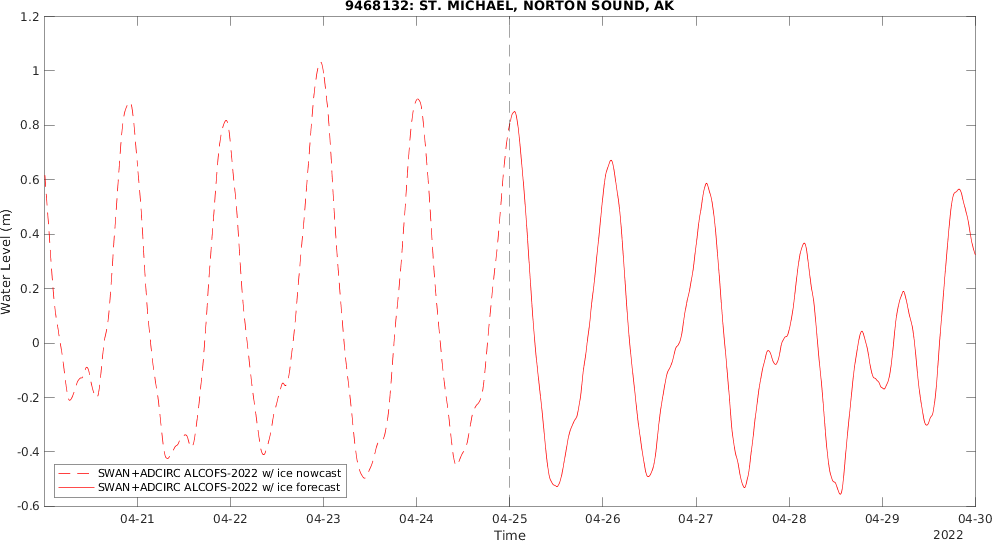 9468132: ST. MICHAEL, NORTON SOUND, AK
1.2
1
0.8
0.6
0.4
0.2
0
-0.2
-0.4
-0.6
Water Level (m)
SWAN+ADCIRC ALCOFS-2022 w/ ice nowcast
SWAN+ADCIRC ALCOFS-2022 w/ ice forecast
04-21 04-22 04-23 04-24 04-25 04-26 04-27 04-28 04-29 04-30
Time
2022